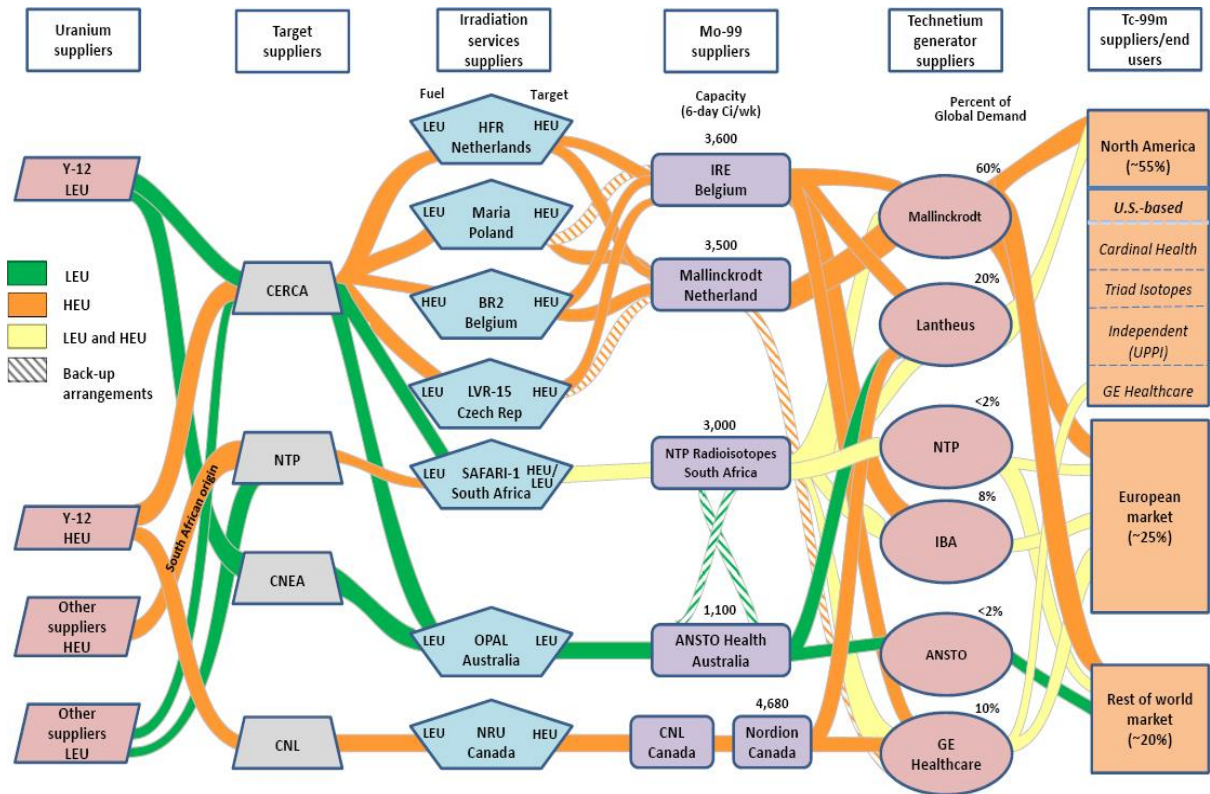 Uranium
suppliers
Target
suppliers
Irradiation
services
suppliers
Mo-99
suppliers
Technetium
generator
suppliers
Tc-99m
suppliers/end
users
Fuel
Target
Capacity
(6-day Ci/wk)
Percent of
Global Demand
Y-12
LEU
Y-12
HEU
Other
suppliers
HEU
Other
suppliers
LEU
LEU
HEU
LEU and HEU
Back-up
arrangements
South African origin
CERCA
NTP
CNEA
CNL
LEU
HFR
Netherlands
HEU
LEU
Maria
Poland
HEU
HEU
BR2
Belgium
HEU
LEU
LVR-15
Czech Rep
HEU
LEU
SAFARI-1
South Africa
HEU/
LEU
LEU
OPAL
Australia
LEU
LEU
NRU
Canada
HEU
3,600
IRE
Belgium
3,500
Mallinckrodt
Netherland
3,000
NTP Radioisotopes
South Africa
1,100
ANSTO Health
Australia
CNL
Canada
4,680
Nordion
Canada
60%
Mallinckrodt
20%
Lantheus
<2%
NTP
8%
IBA
<2%
ANSTO
10%
GE
Healthcare
North America
(~55%)
U.S.-based
Cardinal Health
Triad Isotopes
Independent
(UPPI)
GE Healthcare
European
market
(~25%)
Rest of world
market
(~20%)